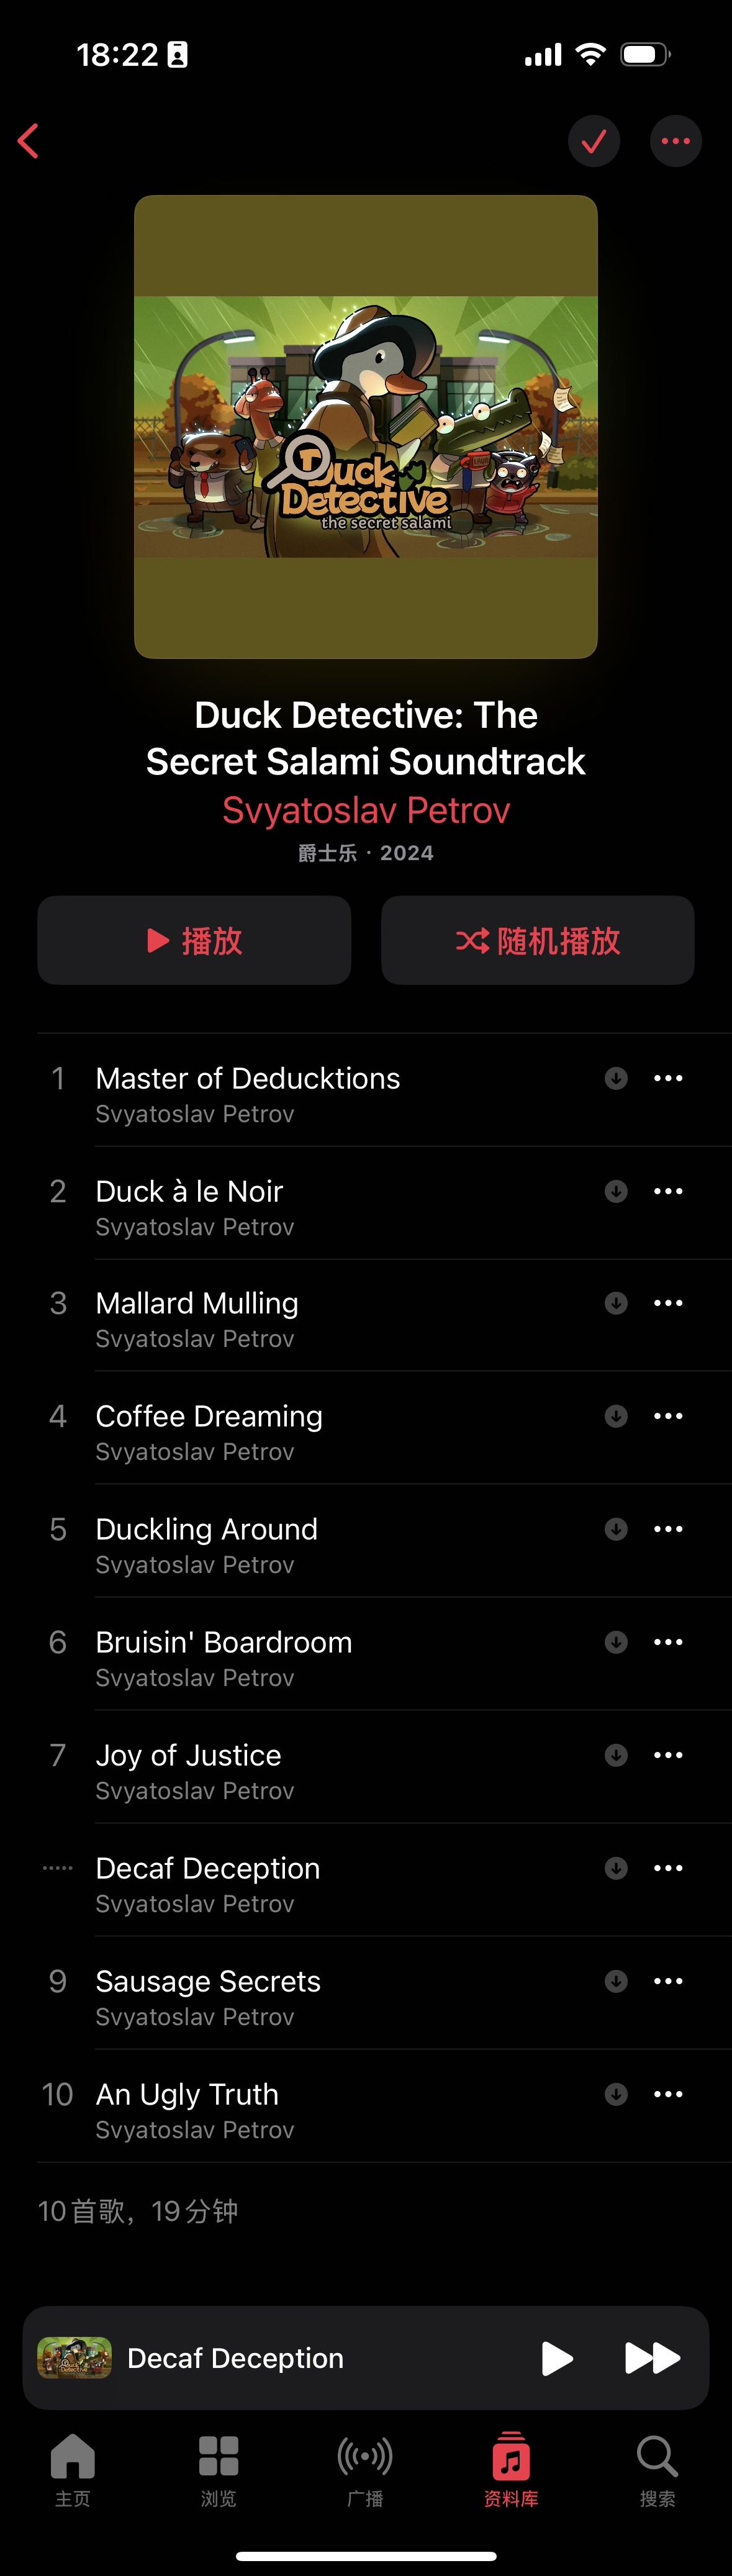 18:22
Duck
Detective
the secret salami
Duck Detective: The
Secret Salami Soundtrack
Svyatoslav Petrov
爵士乐 · 2024
播放
随机播放
1 Master of Deducktions
Svyatoslav Petrov
2 Duck à le Noir
Svyatoslav Petrov
3 Mallard Mulling
Svyatoslav Petrov
4 Coffee Dreaming
Svyatoslav Petrov
5 Duckling Around
Svyatoslav Petrov
6 Bruisin' Boardroom
Svyatoslav Petrov
7 Joy of Justice
Svyatoslav Petrov
Decaf Deception
Svyatoslav Petrov
9 Sausage Secrets
Svyatoslav Petrov
10 An Ugly Truth
Svyatoslav Petrov
10首歌，19分钟
Decaf Deception
主页 浏览 广播 资料库 搜索